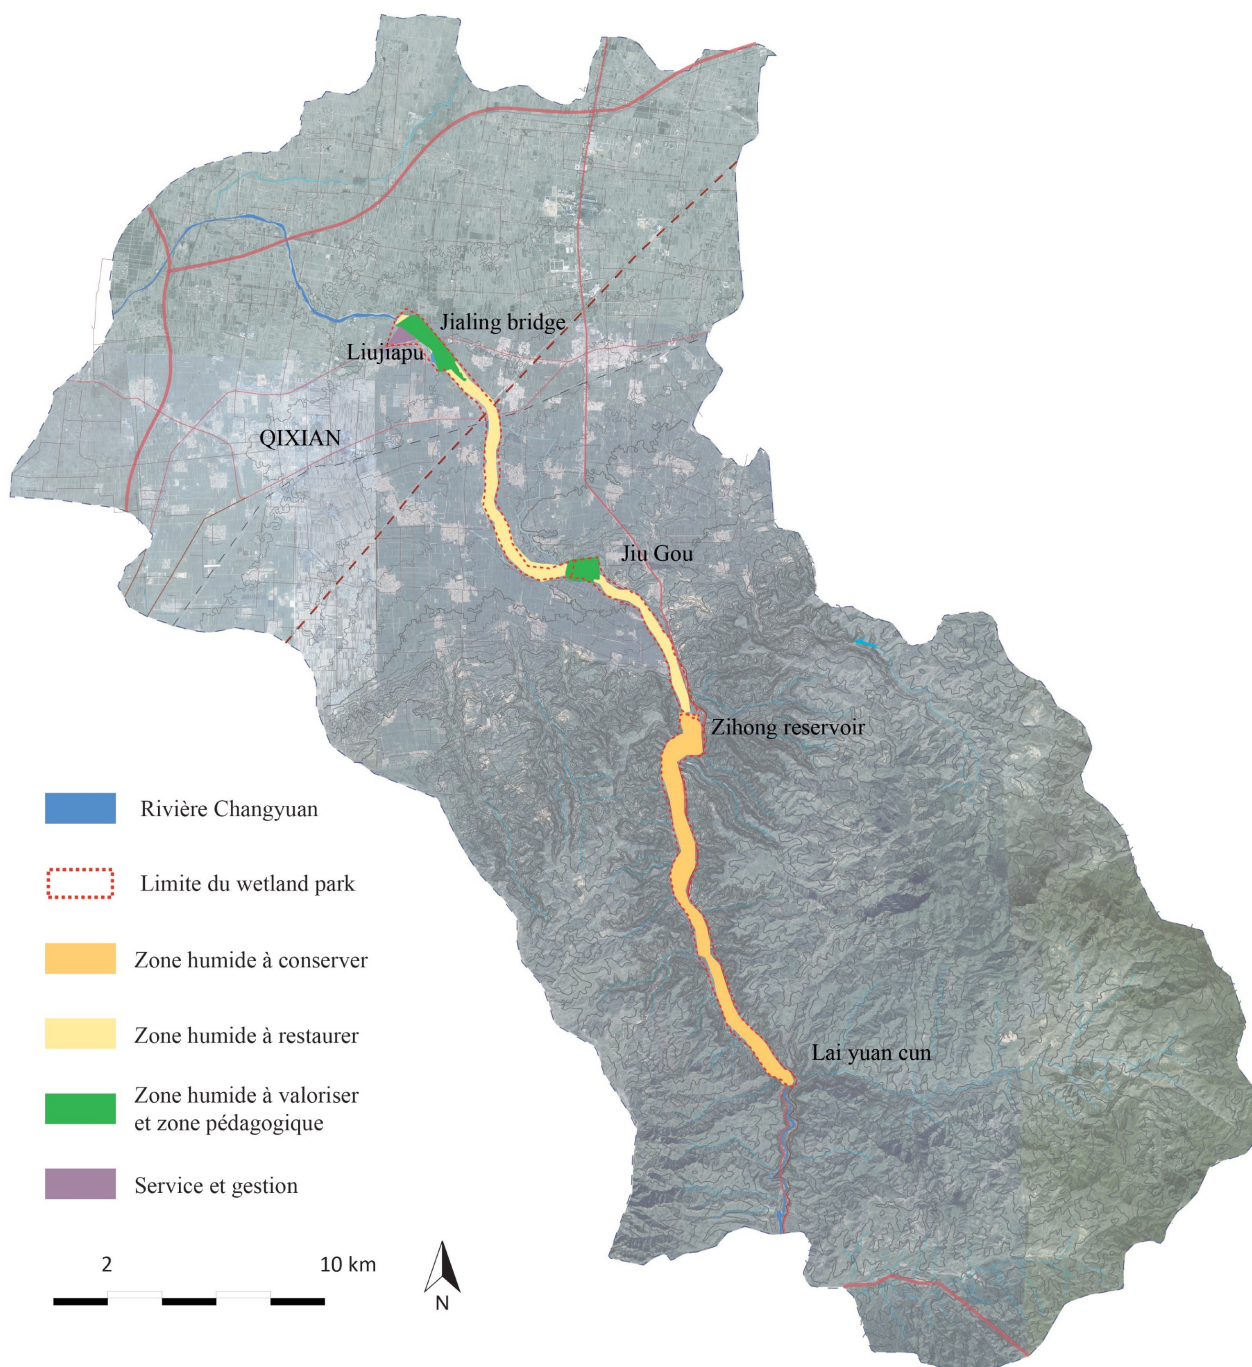 Jialing bridge
Liujiapu
QIXIAN
Jiu Gou
Zihong reservoir
Lai yuan cun
Rivière Changyuan
Limite du wetland park
Zone humide à conserver
Zone humide à restaurer
Zone humide à valoriser
et zone pédagogique
Service et gestion
2 10 km
N